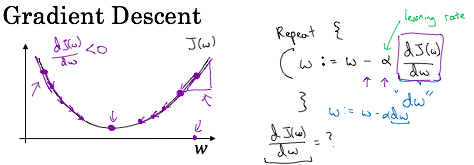 Gradient Descent
dJ(w)/dw < 0
J(w)
w
learning rate
Repeat {
w := w - α dJ(w)/dw
"dw"
}
w := w - αdw
dJ(w)/dw = ?